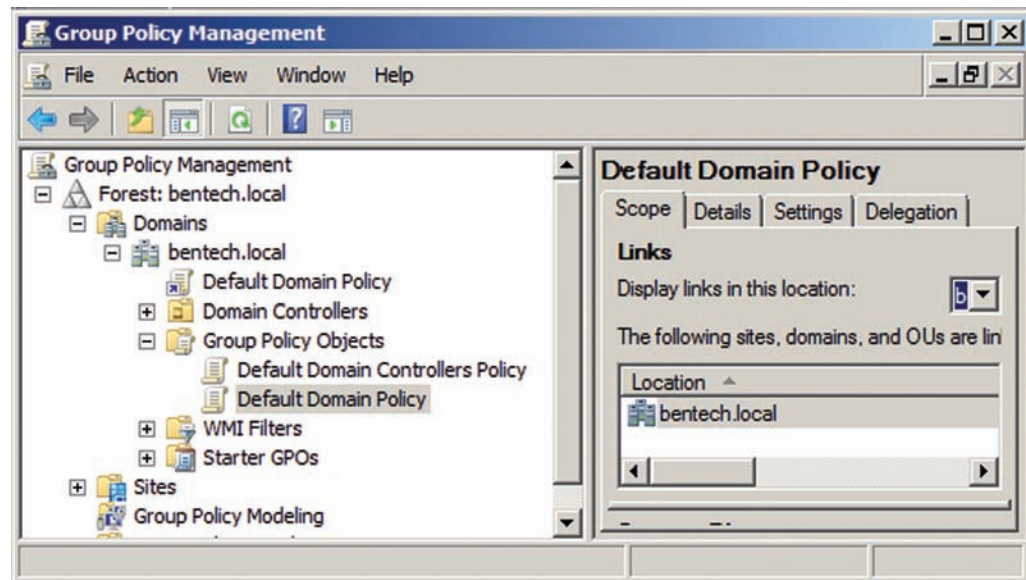 Group Policy Management
File Action View Window Help
Group Policy Management
Forest: bentech.local
Domains
bentech.local
Default Domain Policy
Domain Controllers
Group Policy Objects
Default Domain Controllers Policy
Default Domain Policy
WMI Filters
Starter GPOs
Sites
Group Policy Modeling
Default Domain Policy
Scope Details Settings Delegation
Links
Display links in this location:
b
The following sites, domains, and OUs are lin
Location
bentech.local